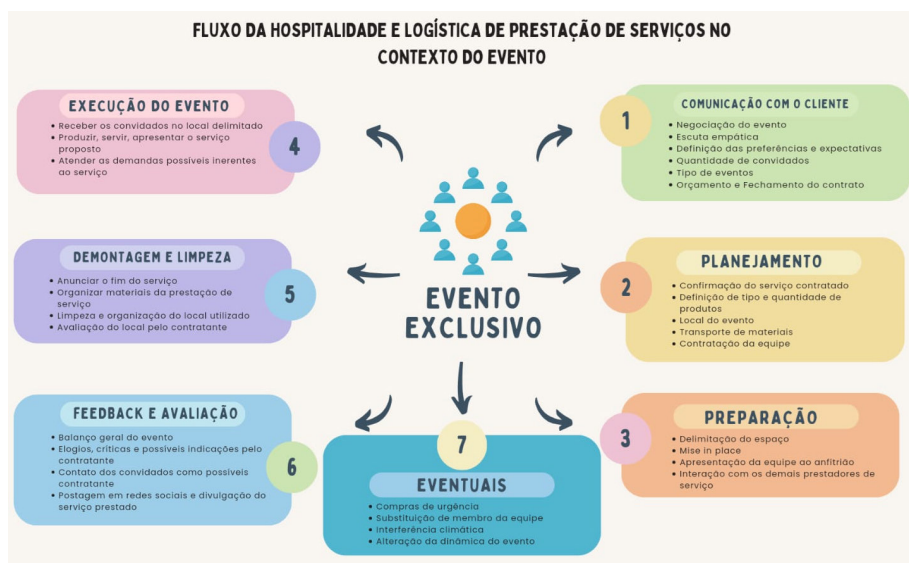 FLUXO DA HOSPITALIDADE E LOGÍSTICA DE PRESTAÇÃO DE SERVIÇOS NO
CONTEXTO DO EVENTO
1
COMUNICAÇÃO COM O CLIENTE
• Negociação do evento
• Escuta empática
• Definição das preferências e expectativas
• Quantidade de convidados
• Tipo de eventos
• Orçamento e Fechamento do contrato
2
PLANEJAMENTO
• Confirmação do serviço contratado
• Definição de tipo e quantidade de
produtos
• Local do evento
• Transporte de materiais
• Contratação da equipe
3
PREPARAÇÃO
• Delimitação do espaço
• Mise in place
• Apresentação da equipe ao anfitrião
• Interação com os demais prestadores de
serviço
EXECUÇÃO DO EVENTO
4
• Receber os convidados no local delimitado
• Produzir, servir, apresentar o serviço
proposto
• Atender as demandas possíveis inerentes
ao serviço
DEMONTAGEM E LIMPEZA
5
• Anunciar o fim do serviço
• Organizar materiais da prestação de
serviço
• Limpeza e organização do local utilizado
• Avaliação do local pelo contratante
FEEDBACK E AVALIAÇÃO
6
• Balanço geral do evento
• Elogios, críticas e possíveis indicações pelo
contratante
• Contato dos convidados como possíveis
contratante
• Postagem em redes sociais e divulgação do
serviço prestado
7
EVENTUAIS
• Compras de urgência
• Substituição de membro da equipe
• Interferência climática
• Alteração da dinâmica do evento
EVENTO
EXCLUSIVO